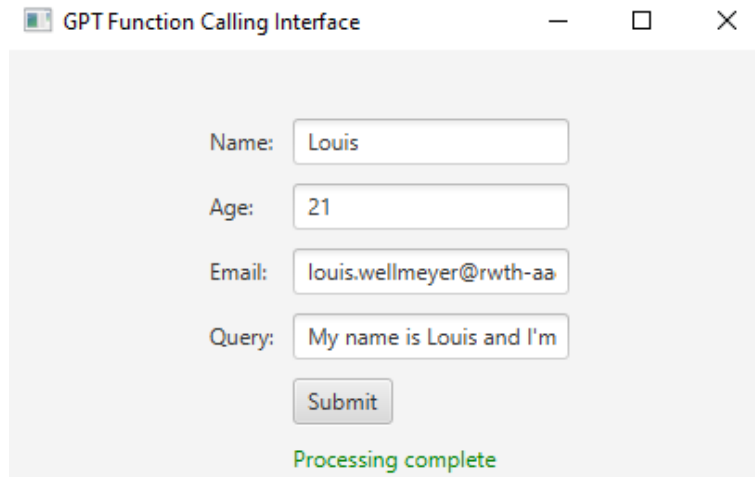 GPT Function Calling Interface
Name: Louis
Age: 21
Email: louis.wellmeyer@rwth-aa
Query: My name is Louis and I'm
Submit
Processing complete